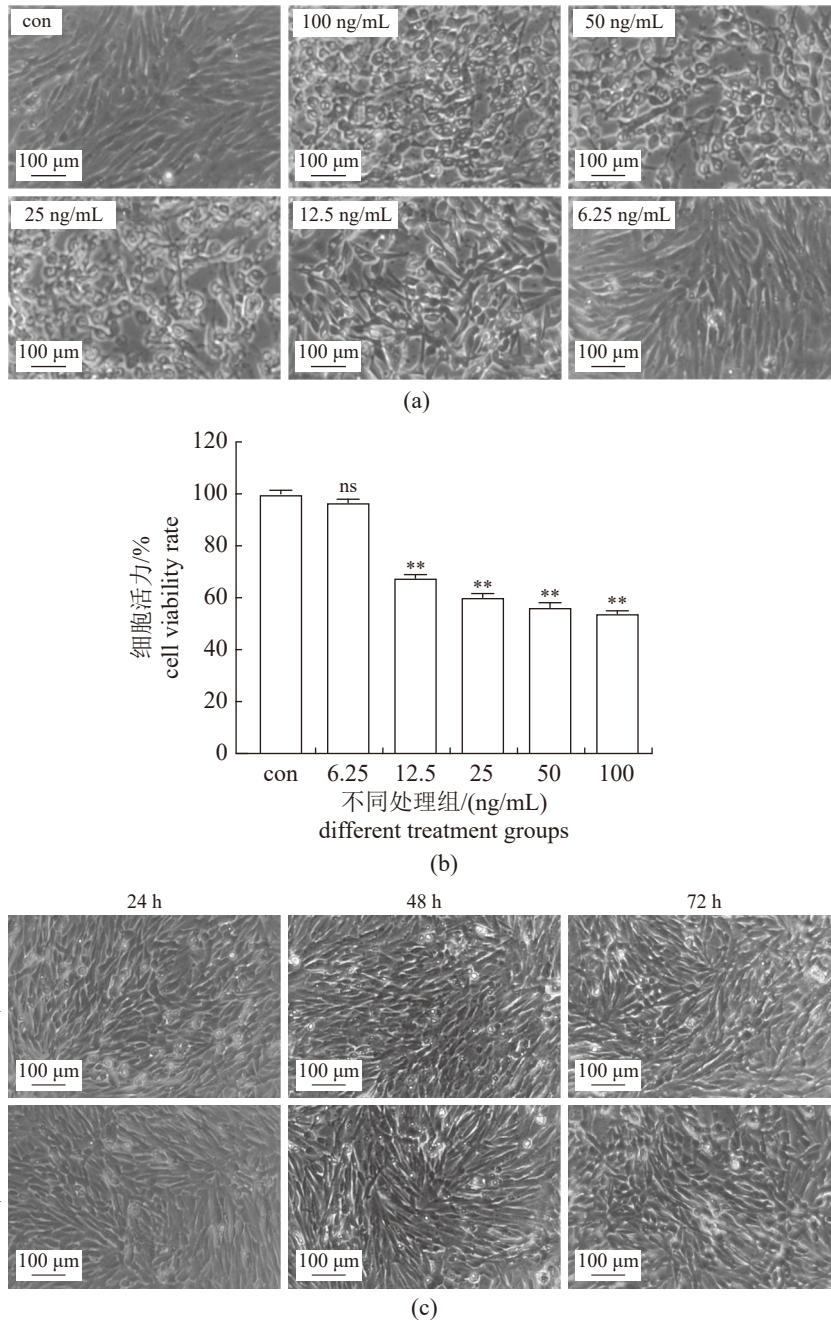 con
100 ng/mL
50 ng/mL
100 μm
100 μm
100 μm
25 ng/mL
12.5 ng/mL
6.25 ng/mL
100 μm
100 μm
100 μm
(a)
120
100
80
60
40
20
0
细胞活力/%
cell viability rate
ns
**
**
**
**
con
6.25
12.5
25
50
100
不同处理组/(ng/mL)
different treatment groups
(b)
24 h
48 h
72 h
100 μm
100 μm
100 μm
100 μm
100 μm
100 μm
(c)